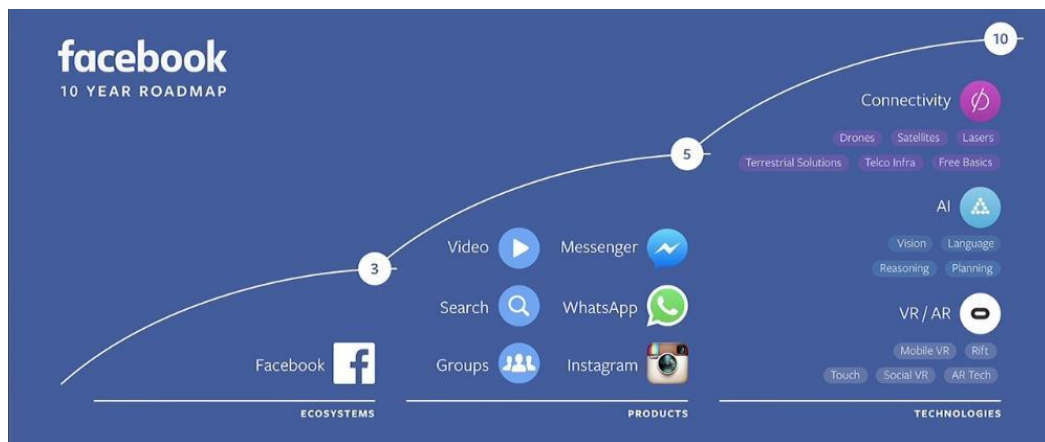 facebook
10 YEAR ROADMAP
3
Facebook
f
ECOSYSTEMS
5
Video
Messenger
Search
WhatsApp
Groups
Instagram
PRODUCTS
10
Connectivity
Drones Satellites Lasers
Terrestrial Solutions Telco Infra Free Basics
AI
Vision Language
Reasoning Planning
VR / AR
Mobile VR Rift
Touch Social VR AR Tech
TECHNOLOGIES